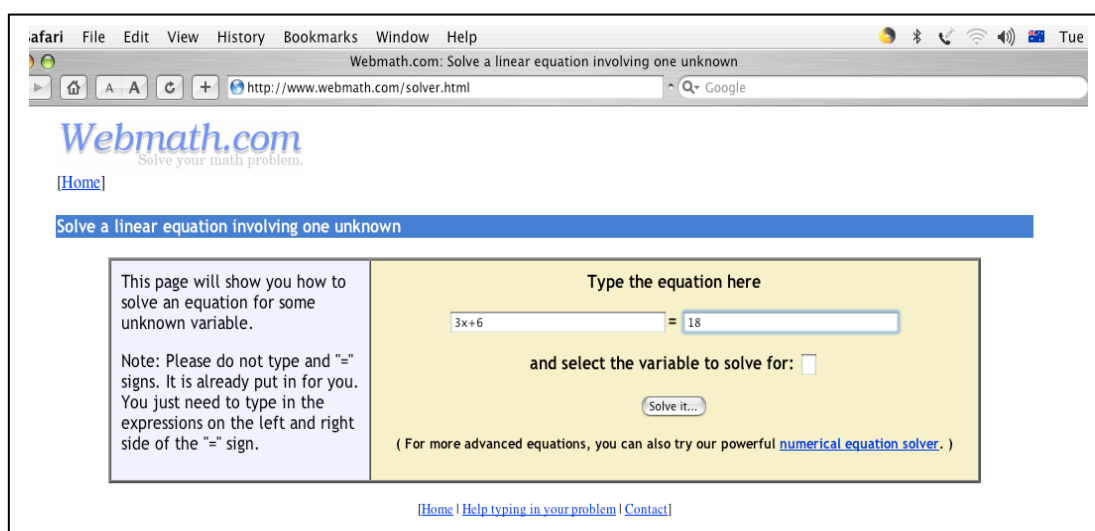 afari File Edit View History Bookmarks Window Help Tue
Webmath.com: Solve a linear equation involving one unknown
A A C + http://www.webmath.com/solver.html Q Google
Webmath.com
Solve your math problem.
[Home]
Solve a linear equation involving one unknown
This page will show you how to
solve an equation for some
unknown variable.
Note: Please do not type and "="
signs. It is already put in for you.
You just need to type in the
expressions on the left and right
side of the "=" sign.
Type the equation here
3x+6 = 18
and select the variable to solve for:
Solve it...
( For more advanced equations, you can also try our powerful numerical equation solver. )
[Home | Help typing in your problem | Contact]